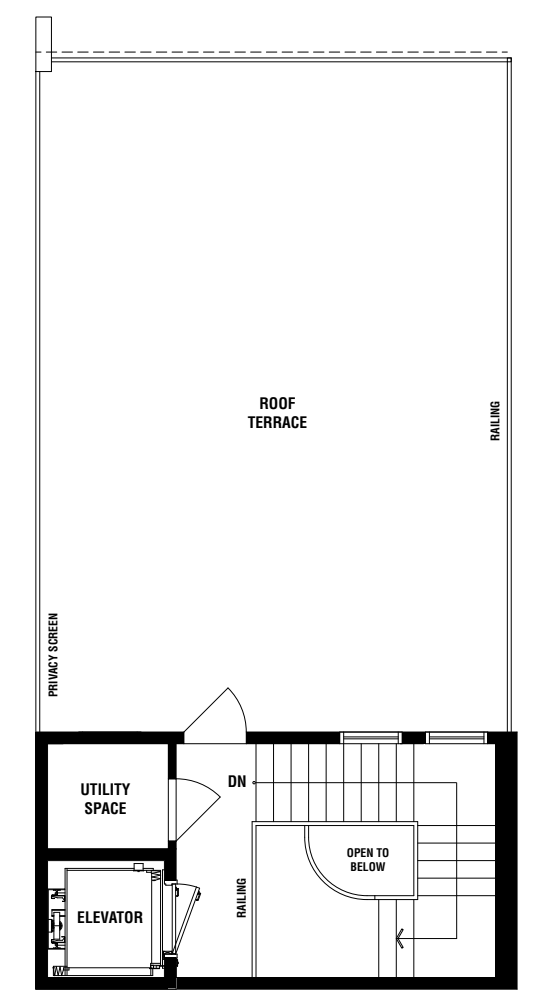 ROOF
TERRACE
RAILING
PRIVACY SCREEN
UTILITY
SPACE
DN
OPEN TO
BELOW
RAILING
ELEVATOR